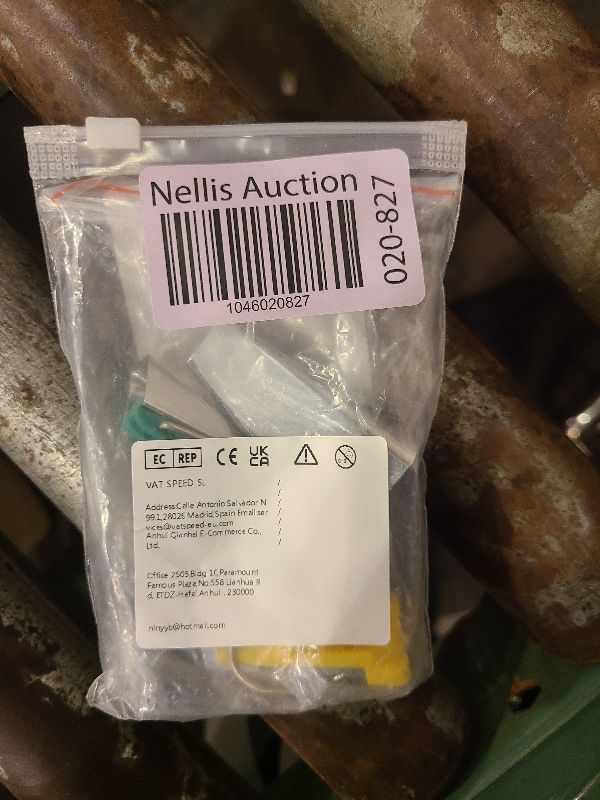 Nellis Auction
020-827
1046020827
EC REP CE UK CA
VAT SPEED SL
Address:Calle Antonio Salvador N
99.1,28026 Madrid,Spain Email:ser
vices@vatspeed-eu.com
Anhui Qianhai E-Commerce Co.,
Ltd.
/
/
/
/
/
/
/
Office 2505 Bldg 1C Paramount
Famous Plaza,No.558 Lianhua R
d, ETDZ-Hefei Anhui , 230000
ninyyb@hotmail.com